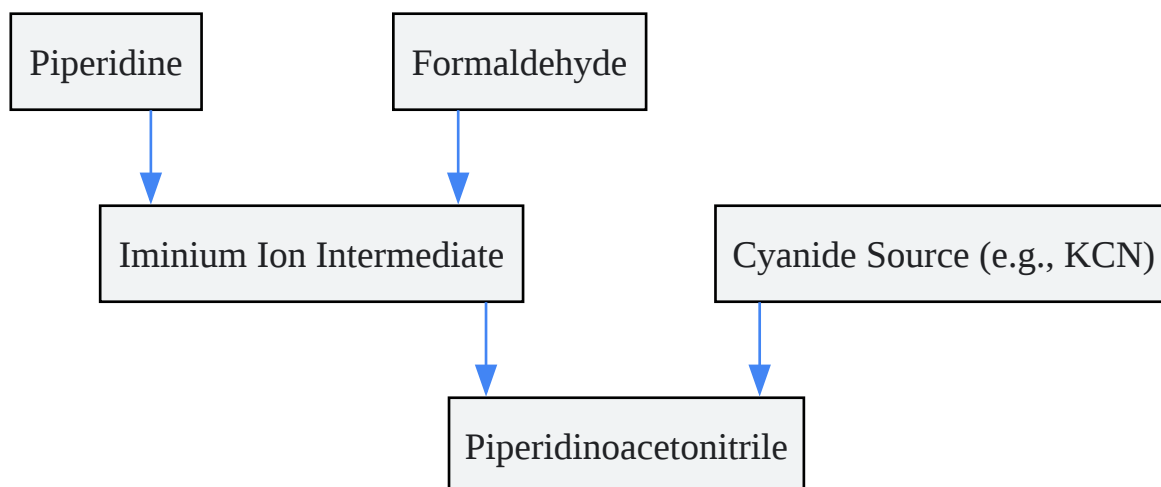 Piperidine
Formaldehyde
Iminium Ion Intermediate
Cyanide Source (e.g., KCN)
Piperidinoacetonitrile